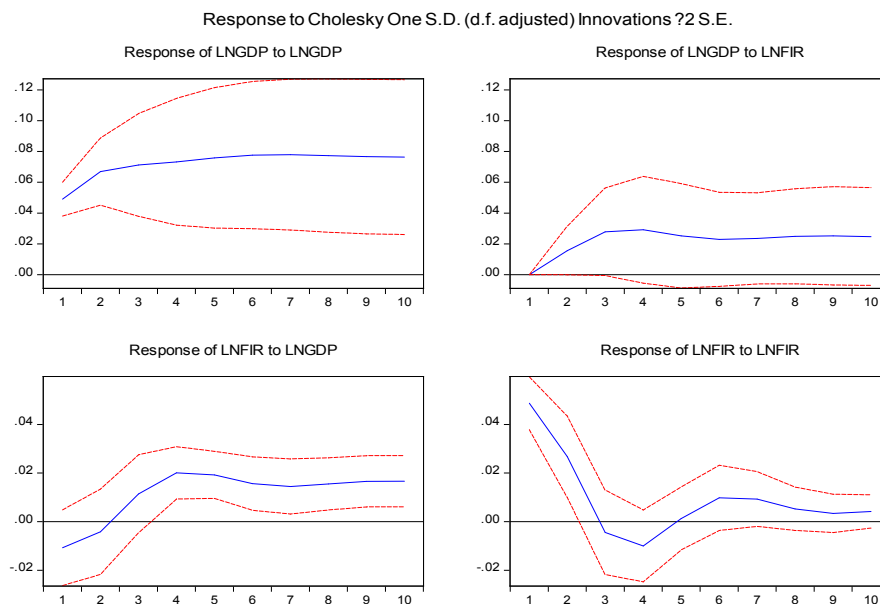 Response to Cholesky One S.D. (d.f. adjusted) Innovations ?2 S.E.
Response of LNGDP to LNGDP
.12
.10
.08
.06
.04
.02
.00
1 2 3 4 5 6 7 8 9 10
Response of LNGDP to LNFIR
.12
.10
.08
.06
.04
.02
.00
1 2 3 4 5 6 7 8 9 10
Response of LNFIR to LNGDP
.04
.02
.00
-.02
1 2 3 4 5 6 7 8 9 10
Response of LNFIR to LNFIR
.04
.02
.00
-.02
1 2 3 4 5 6 7 8 9 10